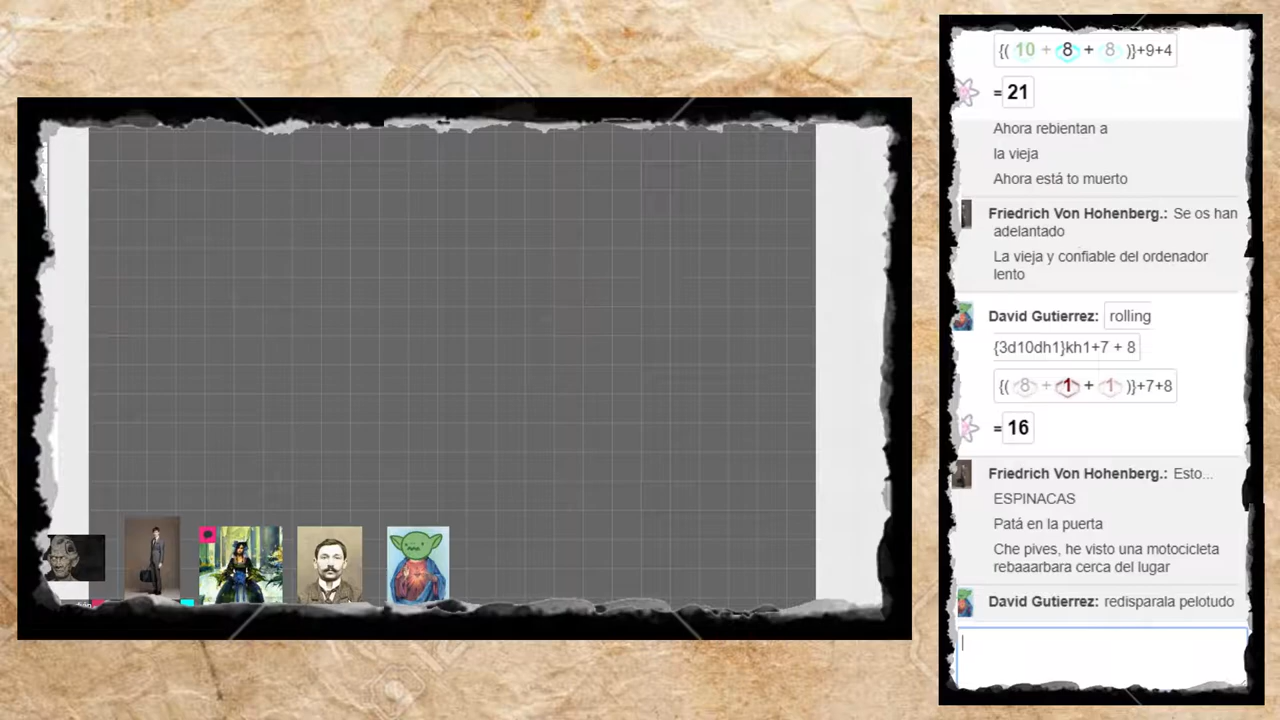 {( 10 + 8 + 8 )}+9+4
=21
Ahora rebientan a
la vieja
Ahora está to muerto
Friedrich Von Hohenberg.: Se os han
adelantado
La vieja y confiable del ordenador
lento
David Gutierrez: rolling
{3d10dh1}kh1+7 + 8
{( 8 + 1 + 1 )}+7+8
=16
Friedrich Von Hohenberg.: Esto...
ESPINACAS
Patá en la puerta
Che pives, he visto una motocicleta
rebaaarbara cerca del lugar
David Gutierrez: redisparala pelotudo